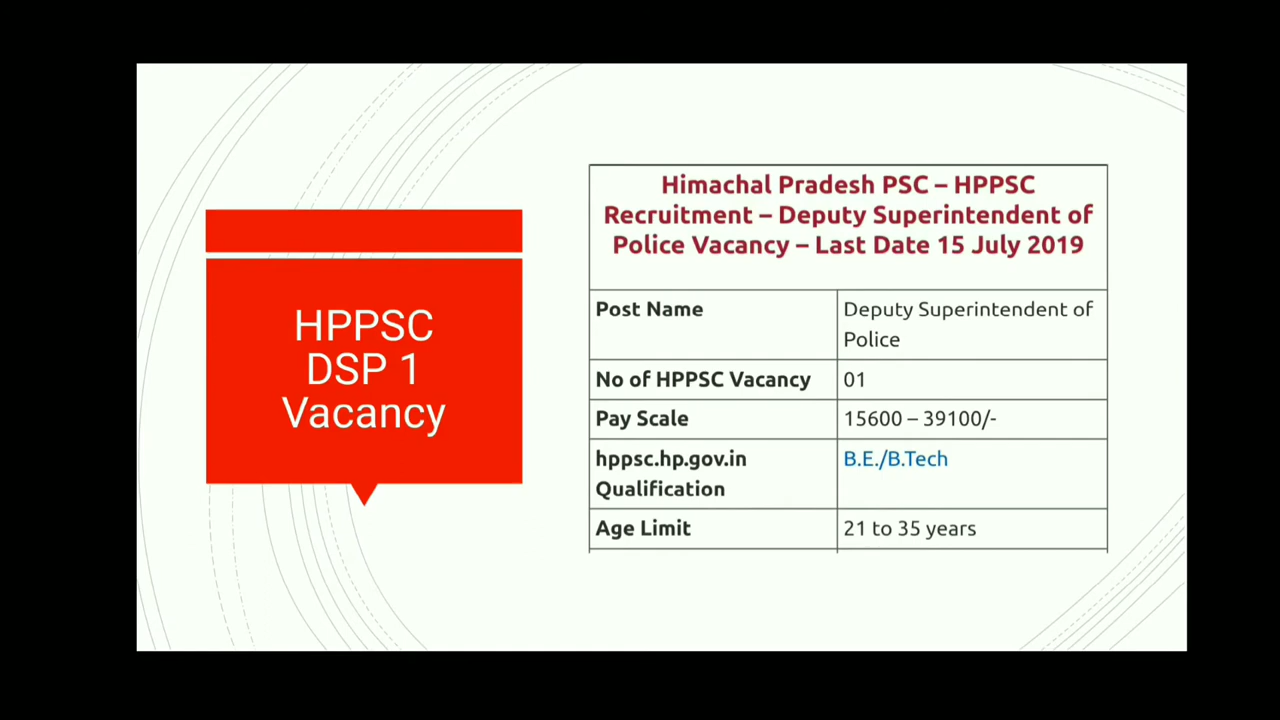 HPPSC
DSP 1
Vacancy
Himachal Pradesh PSC – HPPSC
Recruitment – Deputy Superintendent of
Police Vacancy – Last Date 15 July 2019
Post Name
Deputy Superintendent of
Police
No of HPPSC Vacancy
01
Pay Scale
15600 – 39100/-
hppsc.hp.gov.in
Qualification
B.E./B.Tech
Age Limit
21 to 35 years